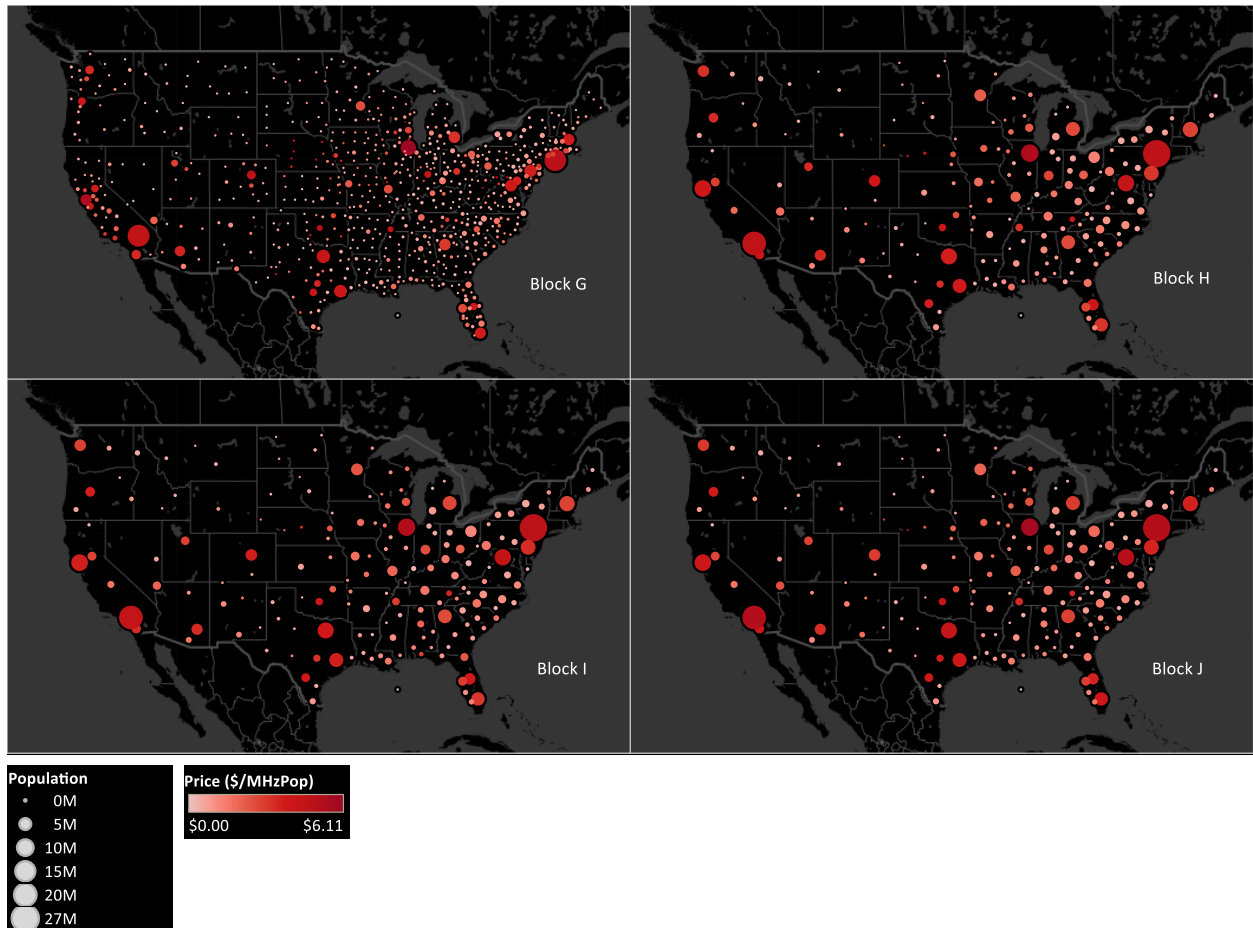 Block G
Block H
Block I
Block J
Population
0M
5M
10M
15M
20M
27M
Price ($/MHzPop)
$0.00 $6.11